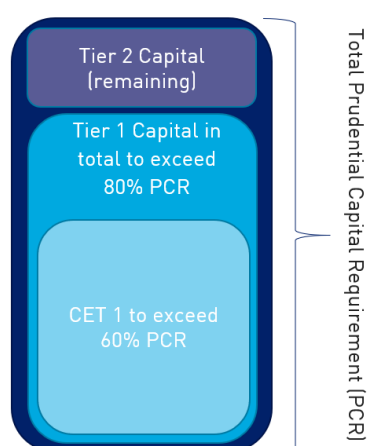 Tier 2 Capital
(remaining)
Tier 1 Capital in
total to exceed
80% PCR
CET 1 to exceed
60% PCR
Total Prudential Capital Requirement (PCR)